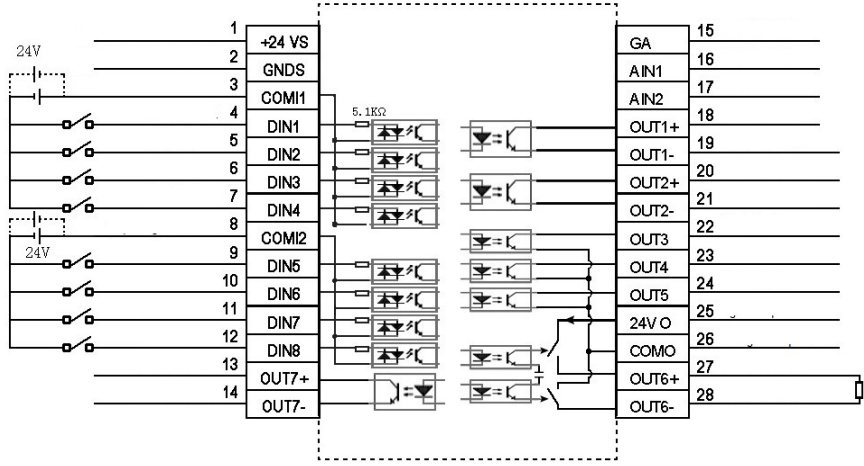 1 +24 VS
2 GNDS
24V
3 COMI1
4 DIN1
5.1KΩ
5 DIN2
6 DIN3
7 DIN4
8 COMI2
24V
9 DIN5
10 DIN6
11 DIN7
12 DIN8
13 OUT7+
14 OUT7-
GA 15
AIN1 16
AIN2 17
OUT1+ 18
OUT1- 19
OUT2+ 20
OUT2- 21
OUT3 22
OUT4 23
OUT5 24
24V O 25
COMO 26
OUT6+ 27
OUT6- 28